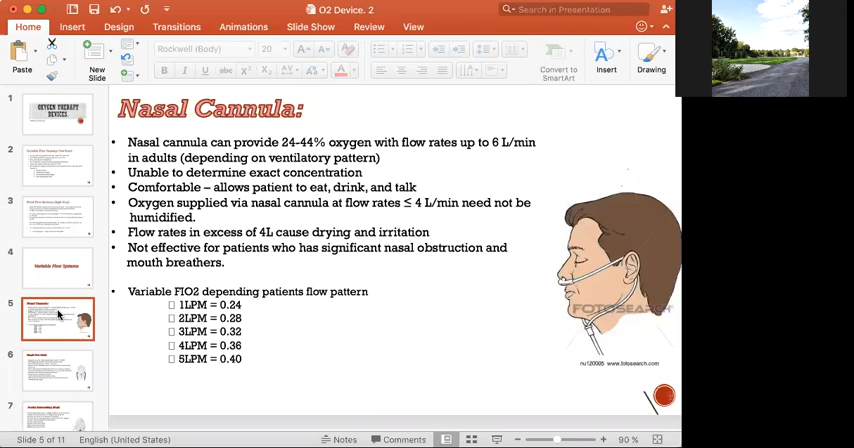 O2 Device. 2
Search in Presentation
Home Insert Design Transitions Animations Slide Show Review View
Rockwell (Body) 20
Paste New Slide Convert to SmartArt Insert Drawing
B I U abc X² X₂
1
OXYGEN THERAPY DEVICES.
2
3
4
Variable Flow Systems
5
6
7
Nasal Cannula:
• Nasal cannula can provide 24-44% oxygen with flow rates up to 6 L/min
in adults (depending on ventilatory pattern)
• Unable to determine exact concentration
• Comfortable – allows patient to eat, drink, and talk
• Oxygen supplied via nasal cannula at flow rates ≤ 4 L/min need not be
humidified.
• Flow rates in excess of 4L cause drying and irritation
• Not effective for patients who has significant nasal obstruction and
mouth breathers.
• Variable FIO2 depending patients flow pattern
□ 1LPM = 0.24
□ 2LPM = 0.28
□ 3LPM = 0.32
□ 4LPM = 0.36
□ 5LPM = 0.40
FOTOSEARCH
nu120005 www.fotosearch.com
Slide 5 of 11 English (United States) Notes Comments 90 %